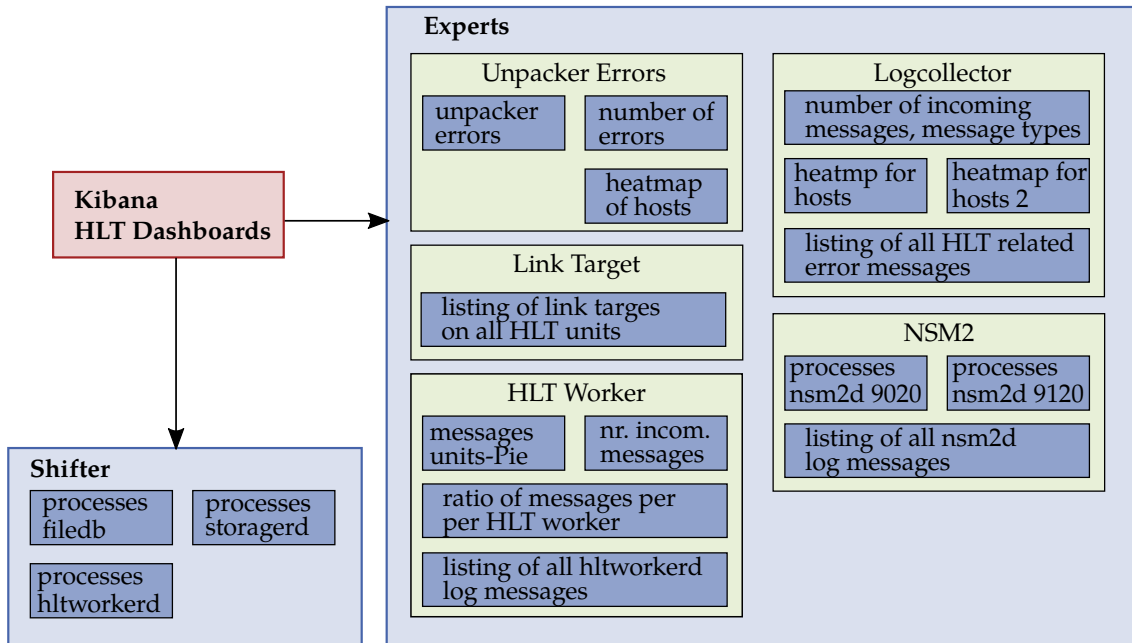 Kibana
HLT Dashboards
Shifter
processes
filedb
processes
storagerd
processes
hltworkerd
Experts
Unpacker Errors
unpacker
errors
number of
errors
heatmap
of hosts
Link Target
listing of link targes
on all HLT units
HLT Worker
messages
units-Pie
nr. incom.
messages
ratio of messages per
per HLT worker
listing of all hltworkerd
log messages
Logcollector
number of incoming
messages, message types
heatmp for
hosts
heatmap for
hosts 2
listing of all HLT related
error messages
NSM2
processes
nsm2d 9020
processes
nsm2d 9120
listing of all nsm2d
log messages